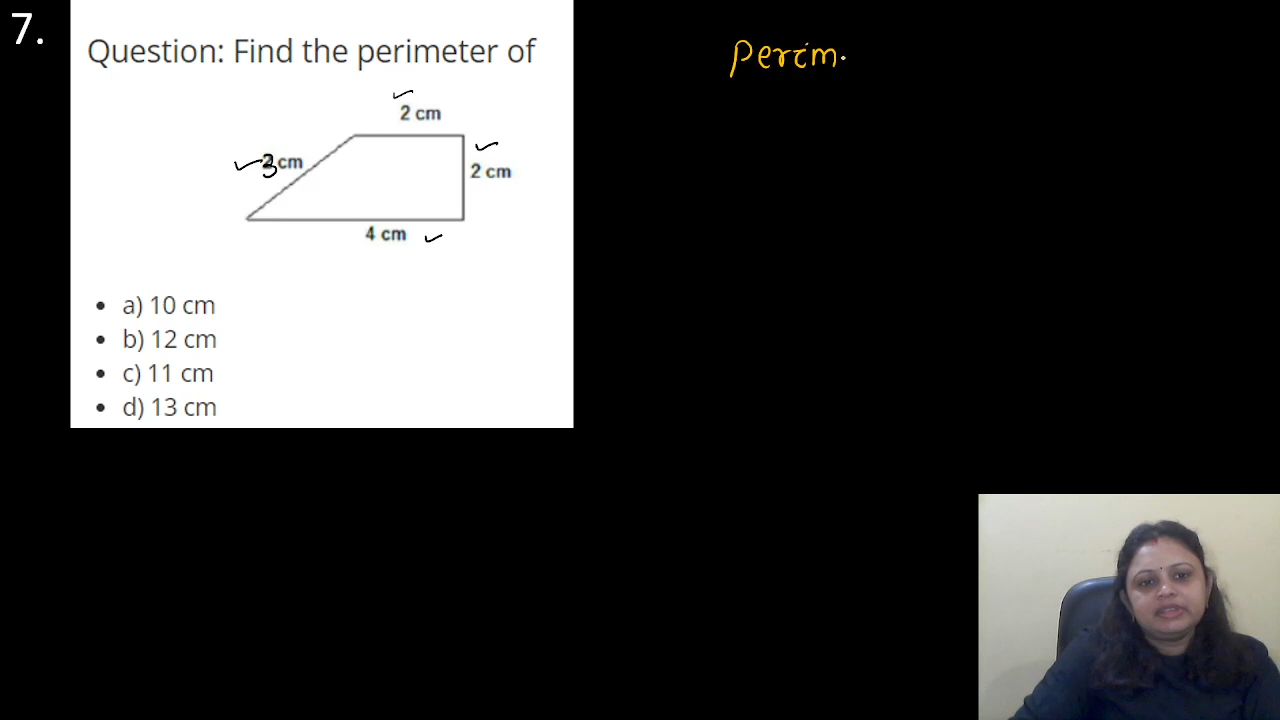 7.
Question: Find the perimeter of
2 cm
3 cm
2 cm
4 cm
a) 10 cm
b) 12 cm
c) 11 cm
d) 13 cm
Perim